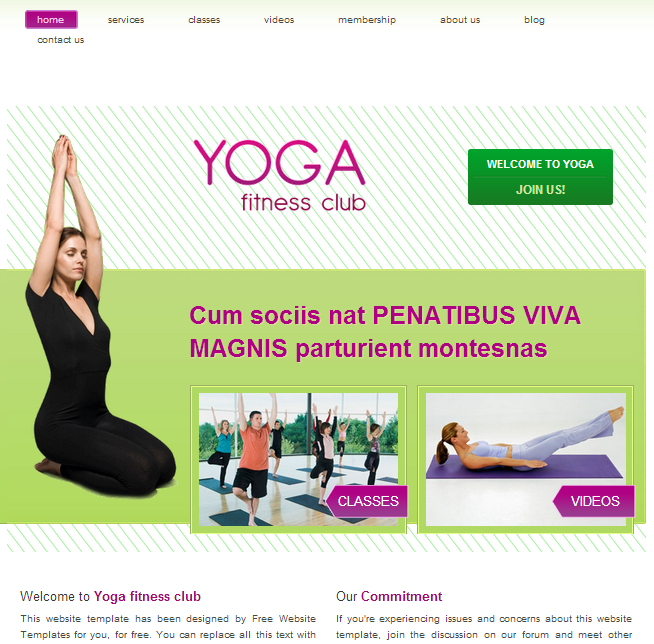 home services classes videos membership about us blog
contact us
YOGA
fitness club
WELCOME TO YOGA
JOIN US!
Cum sociis nat PENATIBUS VIVA
MAGNIS parturient montesnas
CLASSES
VIDEOS
Welcome to Yoga fitness club
This website template has been designed by Free Website
Templates for you, for free. You can replace all this text with
Our Commitment
If you're experiencing issues and concerns about this website
template, join the discussion on our forum and meet other